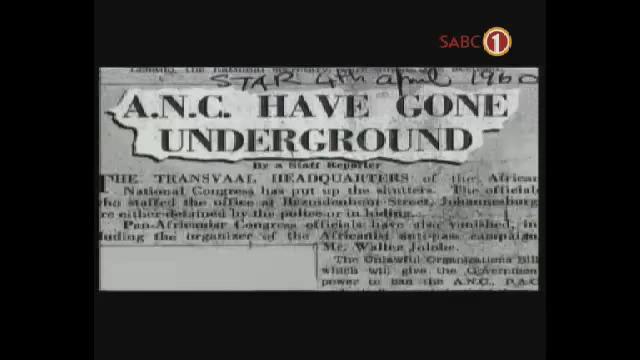 SABC 1
STAR 4th april 1960
A.N.C. HAVE GONE
UNDERGROUND
By a Staff Reporter
THE TRANSVAAL HEADQUARTERS of the African
National Congress has put up the shutters. The officials
who staffed the office at Bezuidenhout Street, Johannesburg
are either detained by the police or in hiding.
Pan-Africanist Congress officials have also vanished, in-
cluding the organizer of the Africanist anti-pass campaign
Mr. Walter
The Unlawful Organizations Bill
which will give the Government
power to ban the A.N.C., P.A.C.